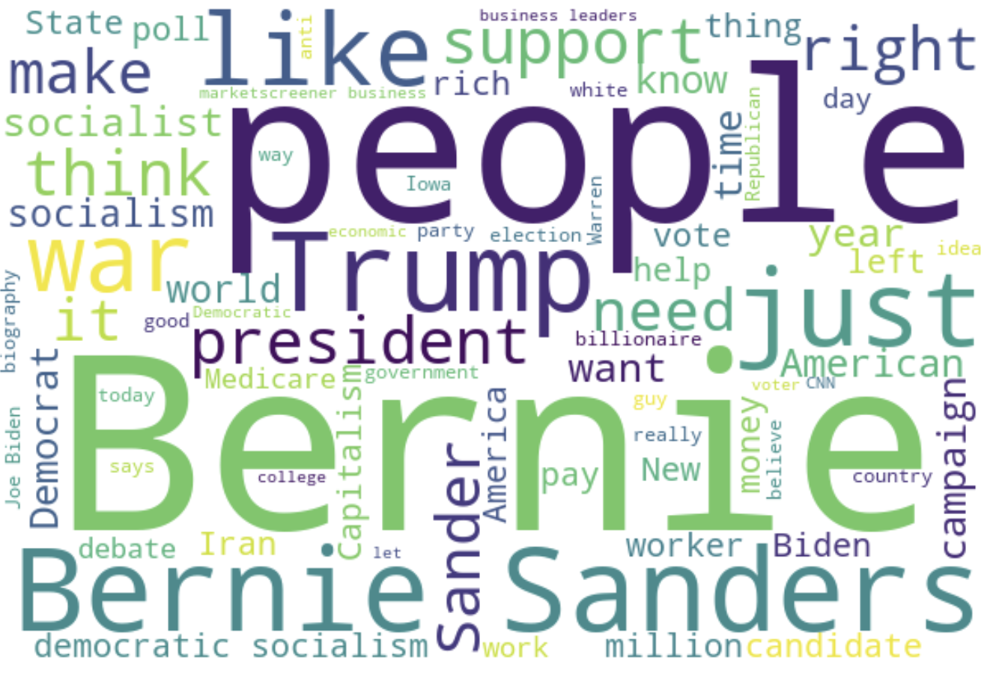 State
poll
like
anti
business leaders
support
thing
right
make
marketscreener business
rich
white
know
day
socialist
people
time
Republican
think
way
Iowa
Warren
socialism
war
Trump
economic
party
election
vote
year
left
idea
world
help
biography
it
good
Democratic
president
need
just
billionaire
want
American
Democrat
Medicare
government
Capitalism
voter
CNN
campaign
Bernie
today
America
guy
money
believe
Joe Biden
says
college
Sander
pay
really
New
country
debate
Iran
let
worker
Biden
Bernie Sanders
democratic socialism
work
million
candidate